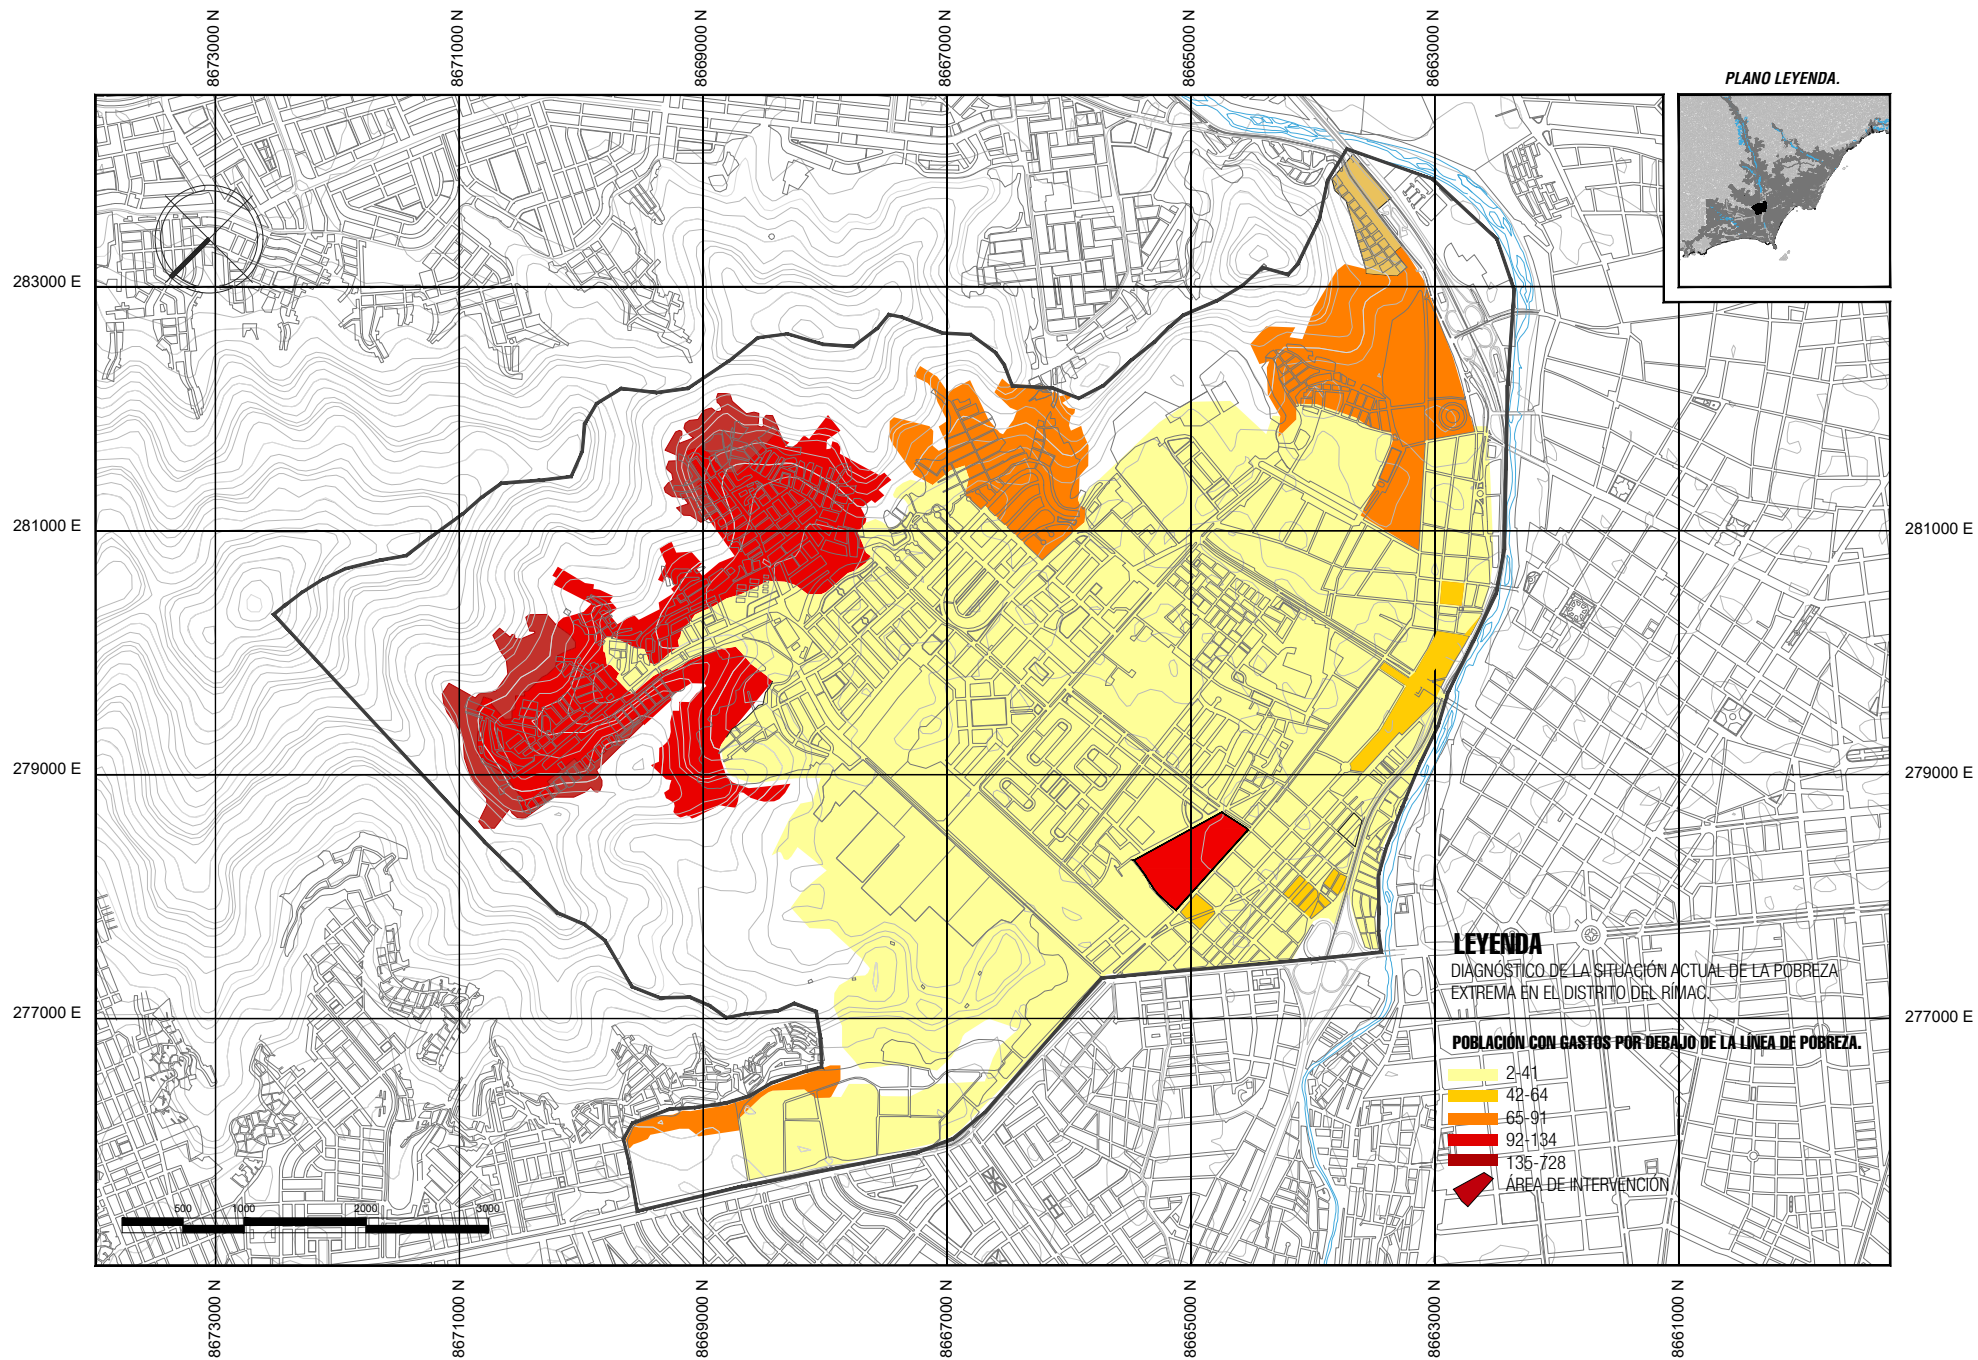 8673000 N
8671000 N
8669000 N
8667000 N
8665000 N
8663000 N
PLANO LEYENDA.
283000 E
281000 E
281000 E
279000 E
279000 E
277000 E
277000 E
LEYENDA
DIAGNÓSTICO DE LA SITUACIÓN ACTUAL DE LA POBREZA
EXTREMA EN EL DISTRITO DEL RÍMAC.
POBLACIÓN CON GASTOS POR DEBAJO DE LA LÍNEA DE POBREZA.
2-41
42-64
65-91
92-134
135-728
ÁREA DE INTERVENCIÓN
500 1000 2000 3000
8673000 N
8671000 N
8669000 N
8667000 N
8665000 N
8663000 N
8661000 N